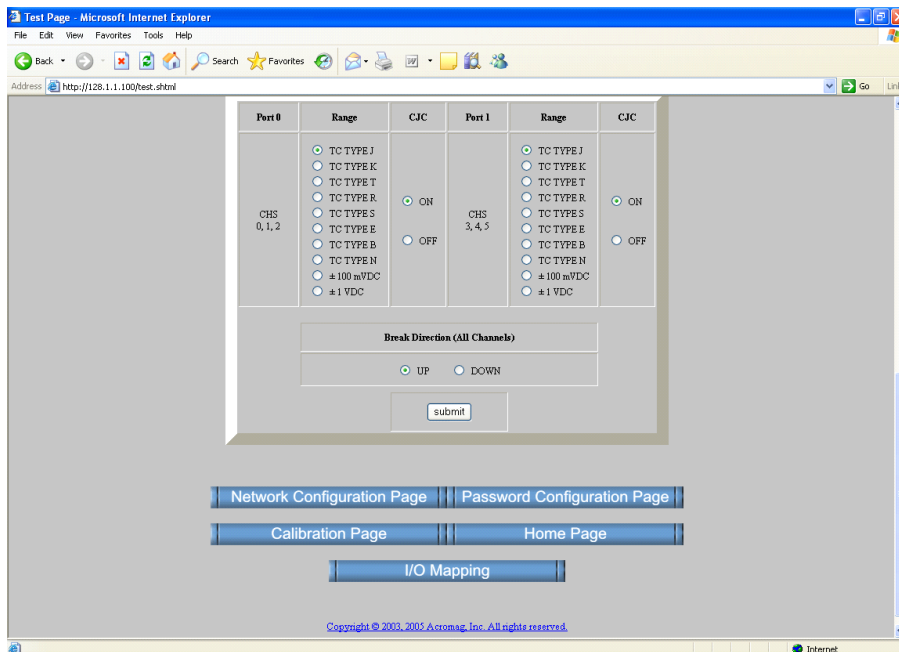 Test Page - Microsoft Internet Explorer
File Edit View Favorites Tools Help
Back Search Favorites
Address http://128.1.1.100/test.shtml Go
Port 0 Range CJC Port 1 Range CJC
CHS
0, 1, 2
TC TYPE J
TC TYPE K
TC TYPE T
TC TYPE R
TC TYPE S
TC TYPE E
TC TYPE B
TC TYPE N
± 100 mVDC
± 1 VDC
ON
OFF
CHS
3, 4, 5
TC TYPE J
TC TYPE K
TC TYPE T
TC TYPE R
TC TYPE S
TC TYPE E
TC TYPE B
TC TYPE N
± 100 mVDC
± 1 VDC
ON
OFF
Break Direction (All Channels)
UP DOWN
submit
Network Configuration Page Password Configuration Page
Calibration Page Home Page
I/O Mapping
Copyright © 2003, 2005 Acromag, Inc. All rights reserved.
Internet